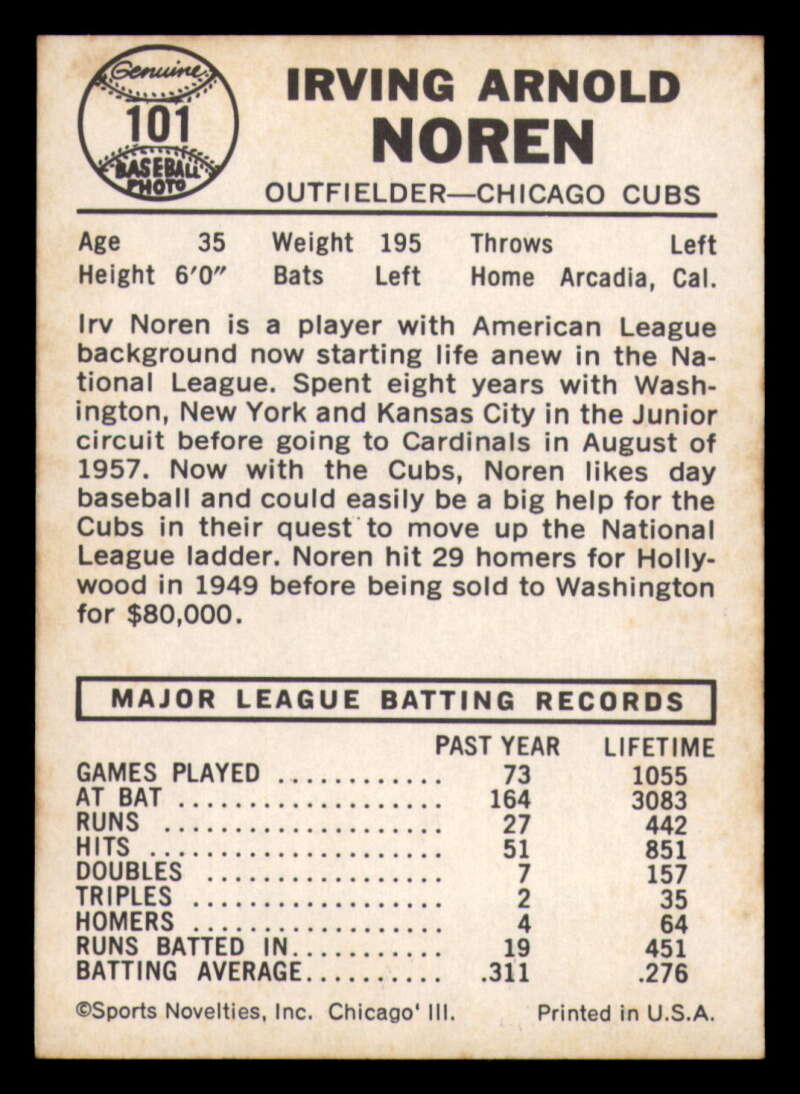 Genuine
101
BASEBALL
PHOTO
IRVING ARNOLD
NOREN
OUTFIELDER—CHICAGO CUBS
Age 35 Weight 195 Throws Left
Height 6'0" Bats Left Home Arcadia, Cal.
Irv Noren is a player with American League
background now starting life anew in the Na-
tional League. Spent eight years with Wash-
ington, New York and Kansas City in the Junior
circuit before going to Cardinals in August of
1957. Now with the Cubs, Noren likes day
baseball and could easily be a big help for the
Cubs in their quest to move up the National
League ladder. Noren hit 29 homers for Holly-
wood in 1949 before being sold to Washington
for $80,000.
MAJOR LEAGUE BATTING RECORDS
PAST YEAR LIFETIME
GAMES PLAYED ............ 73 1055
AT BAT ................... 164 3083
RUNS .................... 27 442
HITS ..................... 51 851
DOUBLES ................. 7 157
TRIPLES .................. 2 35
HOMERS .................. 4 64
RUNS BATTED IN........... 19 451
BATTING AVERAGE.......... .311 .276
©Sports Novelties, Inc. Chicago' Ill. Printed in U.S.A.